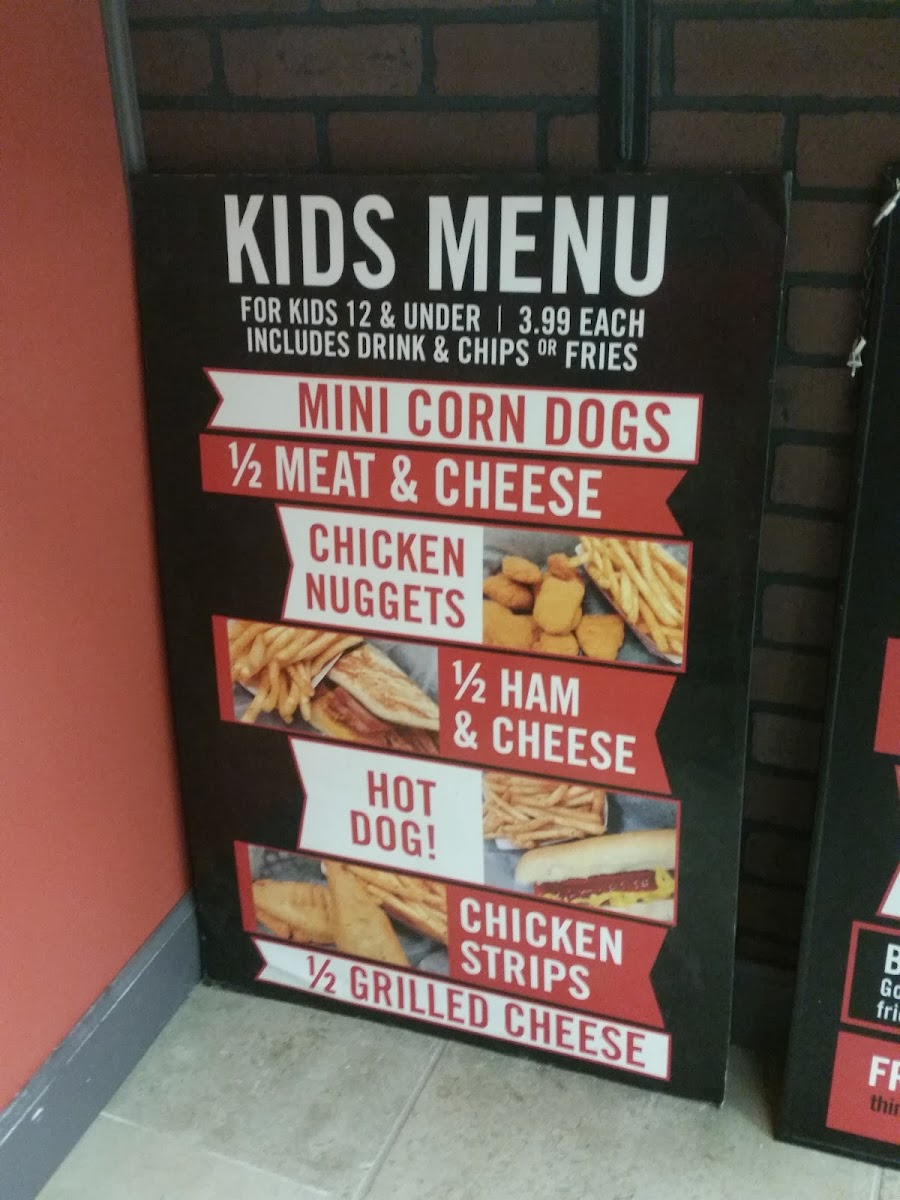 KIDS MENU
FOR KIDS 12 & UNDER | 3.99 EACH
INCLUDES DRINK & CHIPS OR FRIES
MINI CORN DOGS
½ MEAT & CHEESE
CHICKEN
NUGGETS
½ HAM
& CHEESE
HOT
DOG!
CHICKEN
STRIPS
½ GRILLED CHEESE